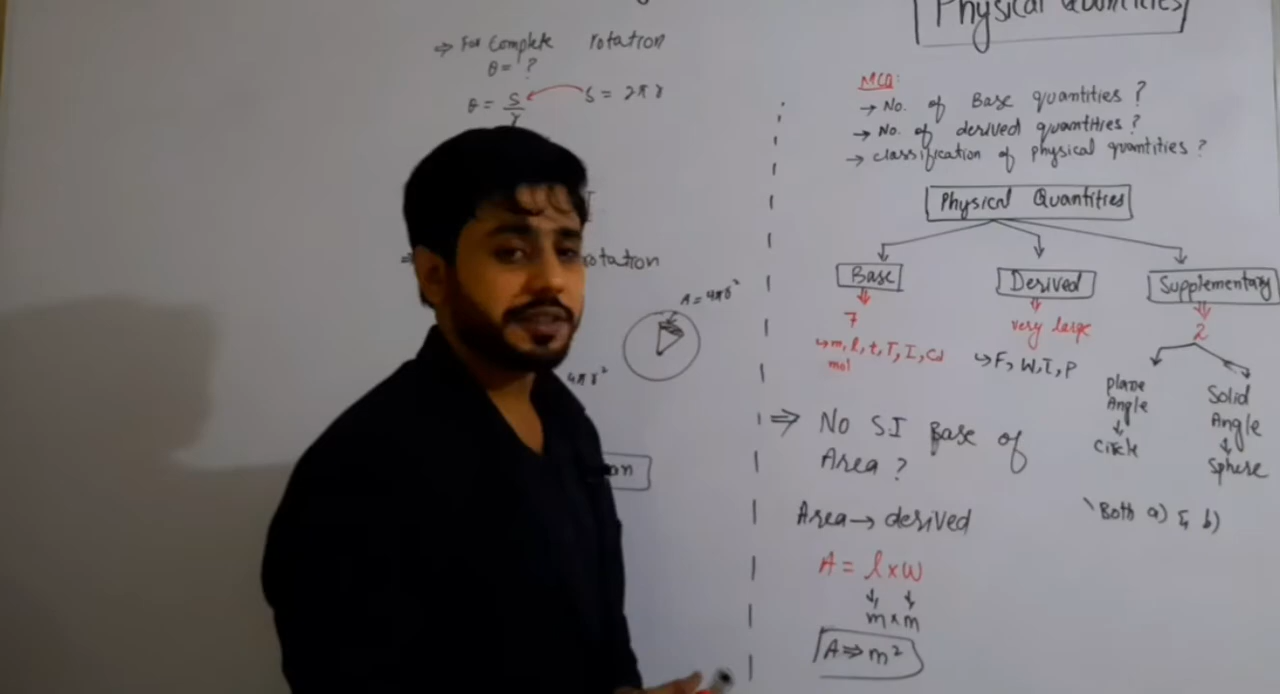 ⇒ For Complete rotation
θ = ?
θ = S/r
S = 2πr
rotation
A = 4πr²
4πr²
Physical Quantities
MCQ:
→ No. of Base quantities?
→ No. of derived quantities?
→ classification of physical quantities?
Physical Quantities
Base
Derived
Supplementary
7
very large
2
m, l, t, T, I, Cd
mol
F, W, I, P
plane
Angle
Circle
Solid
Angle
Sphere
⇒ No S.I Base of
Area?
Both a) & b)
Area → derived
A = l x w
m x m
A ⇒ m²